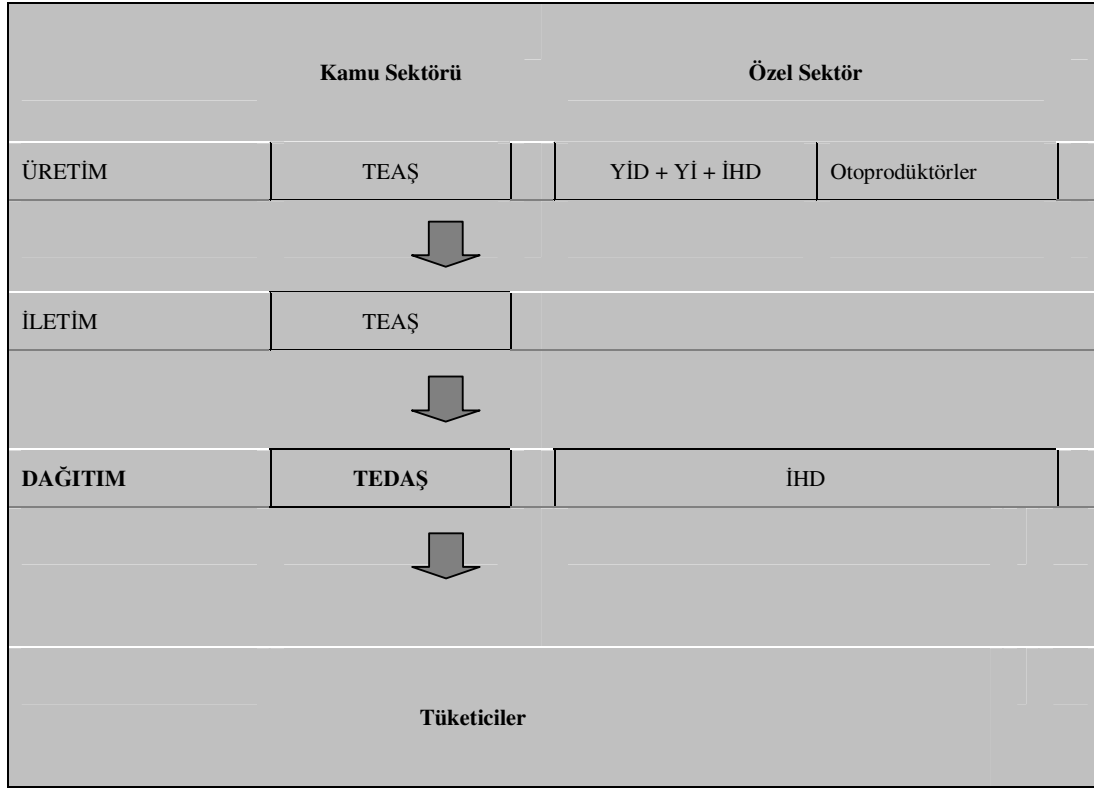 Kamu Sektörü Özel Sektör
ÜRETİM TEAŞ YİD + Yİ + İHD Otoprodüktörler
İLETİM TEAŞ
DAĞITIM TEDAŞ İHD
Tüketiciler